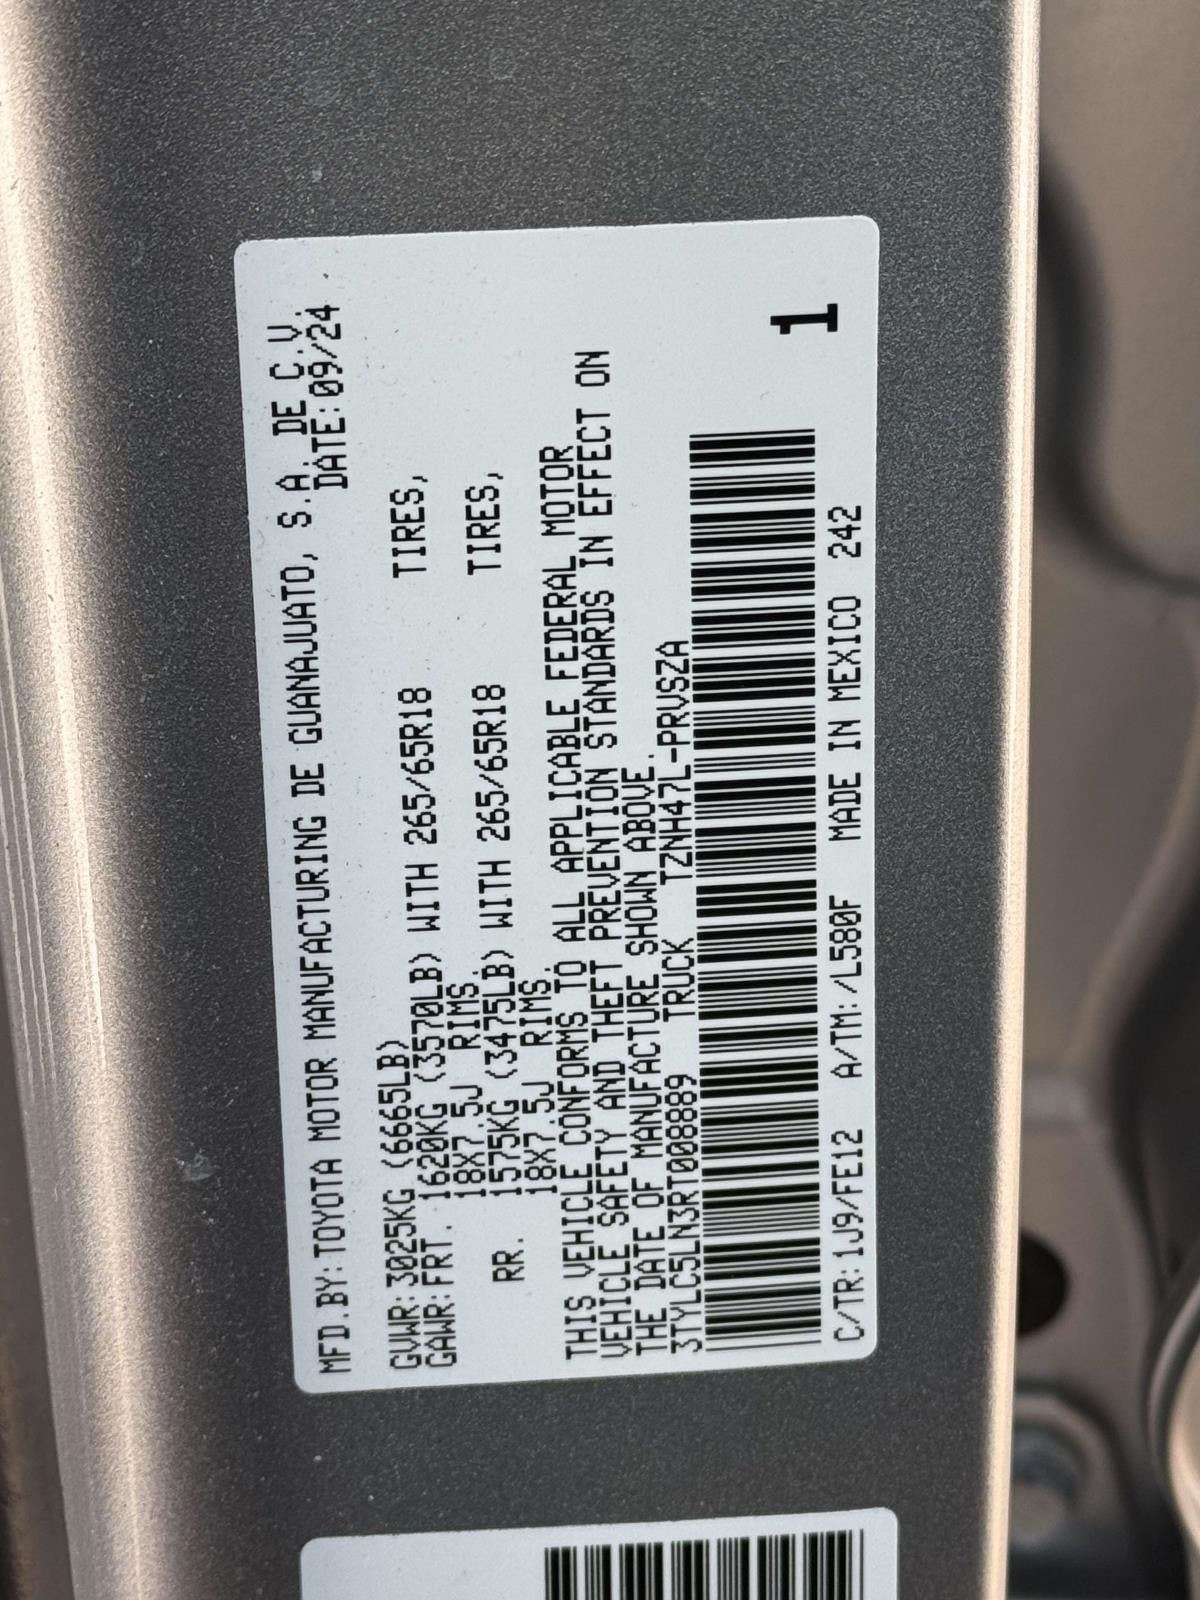 MFD.BY:TOYOTA MOTOR MANUFACTURING DE GUANAJUATO, S.A. DE C.V.
DATE:09/24
GVWR:3025KG (6665LB)
GAWR:FRT. 1620KG (3570LB) WITH 265/65R18 TIRES,
18X7.5J RIMS,
RR. 1575KG (3475LB) WITH 265/65R18 TIRES,
18X7.5J RIMS.
THIS VEHICLE CONFORMS TO ALL APPLICABLE FEDERAL MOTOR
VEHICLE SAFETY AND THEFT PREVENTION STANDARDS IN EFFECT ON
THE DATE OF MANUFACTURE SHOWN ABOVE.
3TYLC5LN3RT008889 TRUCK TZNH47L-PRVSZA
1
C/TR:1J9/FE12 A/TM:/L580F MADE IN MEXICO 242